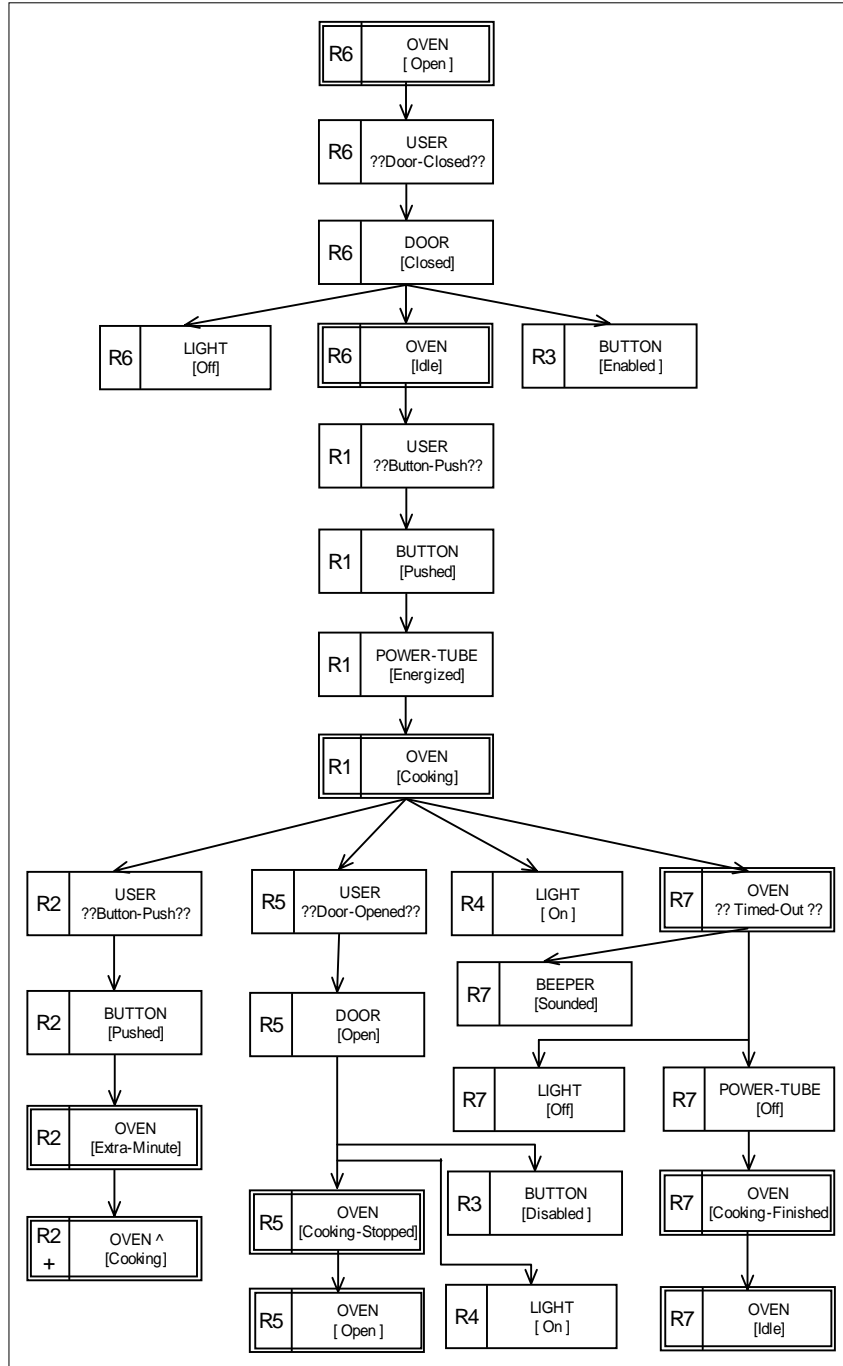 R6
OVEN
[ Open ]
R6
USER
??Door-Closed??
R6
DOOR
[Closed]
R6
LIGHT
[Off]
R6
OVEN
[Idle]
R3
BUTTON
[Enabled ]
R1
USER
??Button-Push??
R1
BUTTON
[Pushed]
R1
POWER-TUBE
[Energized]
R1
OVEN
[Cooking]
R2
USER
??Button-Push??
R5
USER
??Door-Opened??
R4
LIGHT
[ On ]
R7
OVEN
?? Timed-Out ??
R7
BEEPER
[Sounded]
R2
BUTTON
[Pushed]
R5
DOOR
[Open]
R7
LIGHT
[Off]
R7
POWER-TUBE
[Off]
R2
OVEN
[Extra-Minute]
R3
BUTTON
[Disabled ]
R5
OVEN
[Cooking-Stopped]
R7
OVEN
[Cooking-Finished
R2
+
OVEN ^
[Cooking]
R5
OVEN
[ Open ]
R4
LIGHT
[ On ]
R7
OVEN
[Idle]